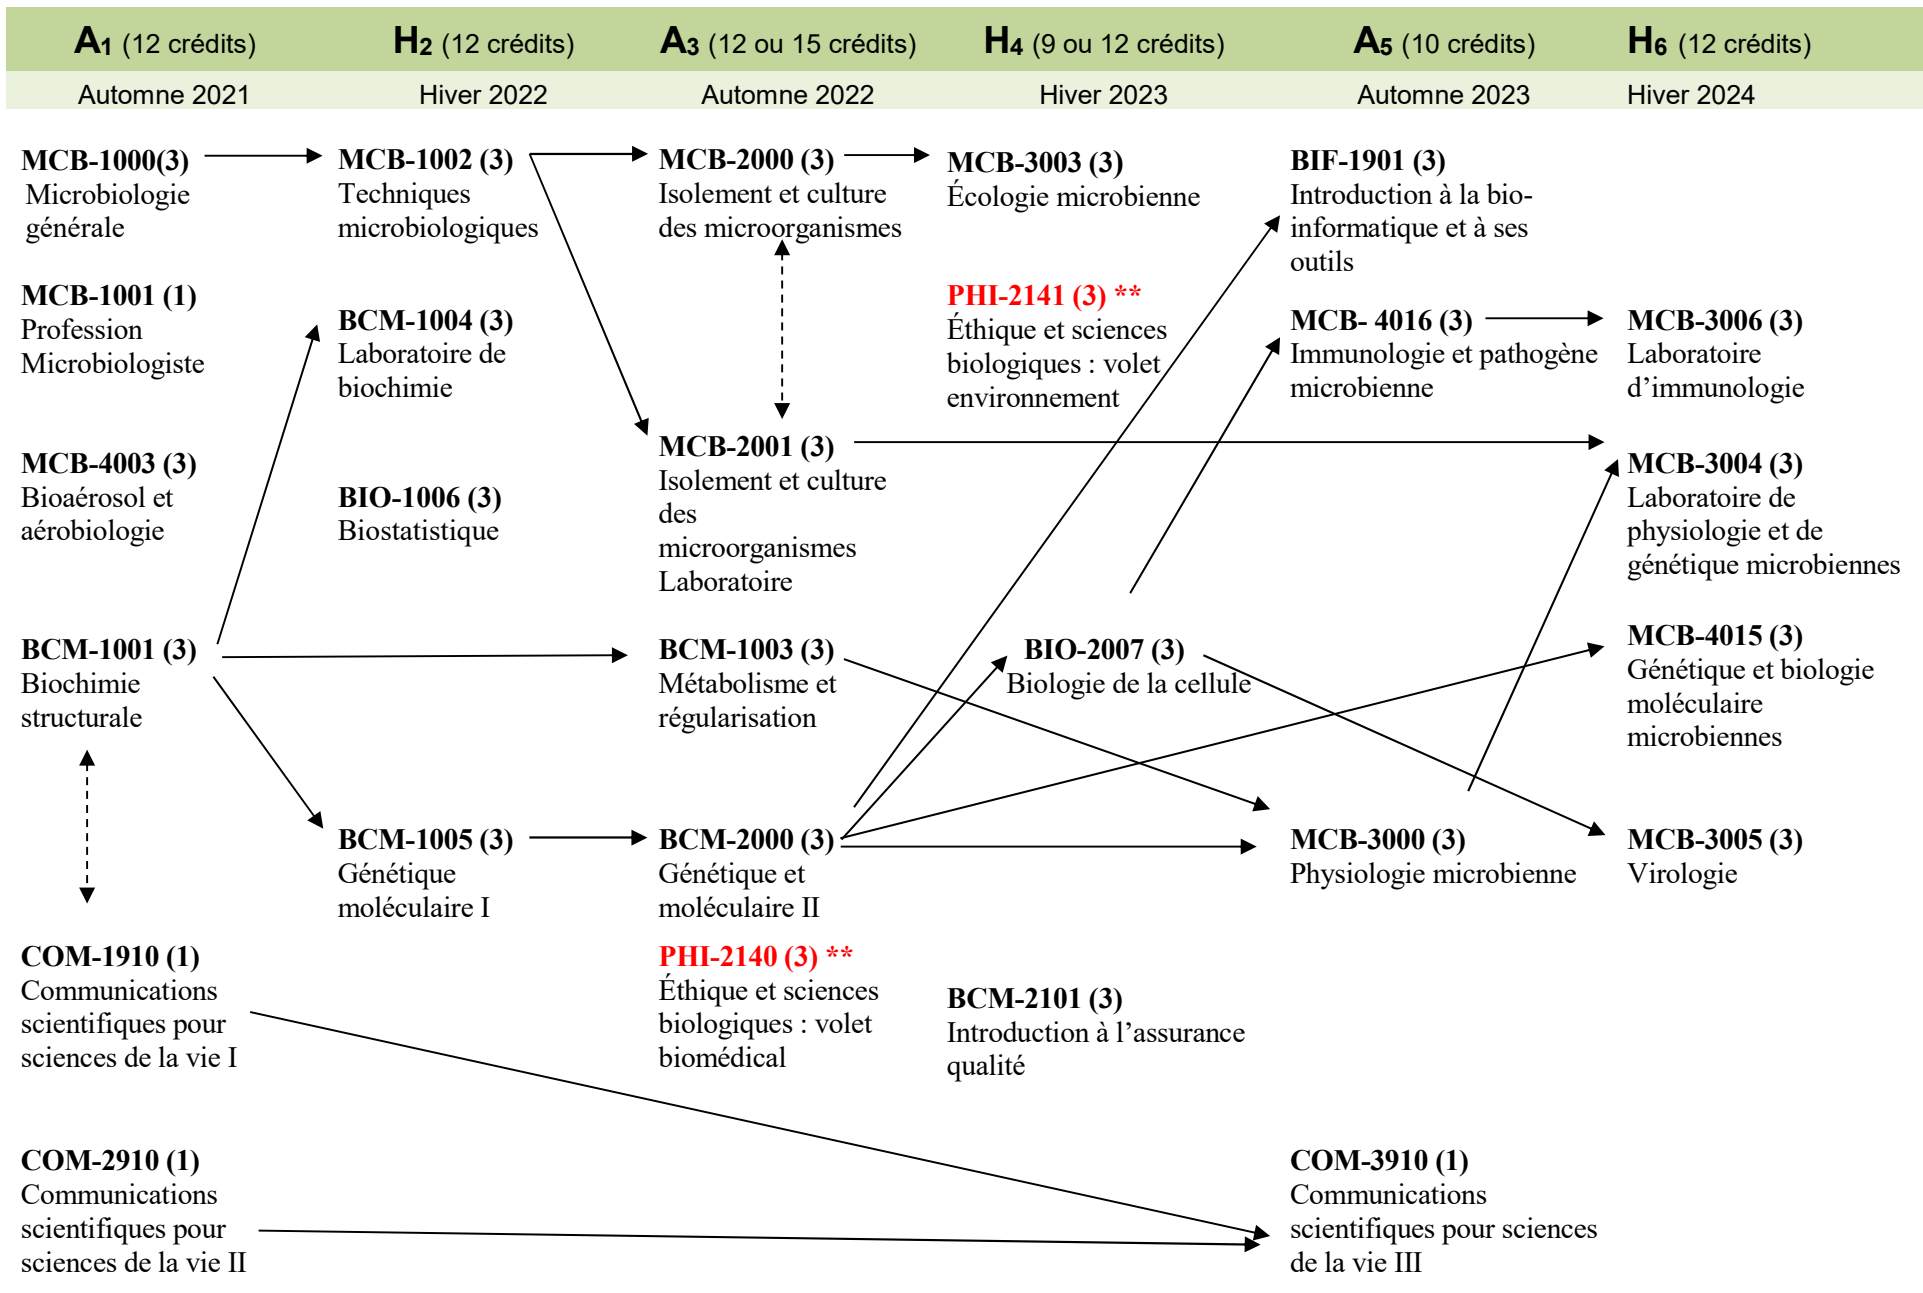 A1 (12 crédits)
H2 (12 crédits)
A3 (12 ou 15 crédits)
H4 (9 ou 12 crédits)
A5 (10 crédits)
H6 (12 crédits)
Automne 2021
Hiver 2022
Automne 2022
Hiver 2023
Automne 2023
Hiver 2024
MCB-1000(3)
Microbiologie
générale
MCB-1001 (1)
Profession
Microbiologiste
MCB-4003 (3)
Bioaérosol et
aérobiologie
BCM-1001 (3)
Biochimie
structurale
COM-1910 (1)
Communications
scientifiques pour
sciences de la vie I
COM-2910 (1)
Communications
scientifiques pour
sciences de la vie II
MCB-1002 (3)
Techniques
microbiologiques
BCM-1004 (3)
Laboratoire de
biochimie
BIO-1006 (3)
Biostatistique
BCM-1005 (3)
Génétique
moléculaire I
MCB-2000 (3)
Isolement et culture
des microorganismes
MCB-2001 (3)
Isolement et culture
des
microorganismes
Laboratoire
BCM-1003 (3)
Métabolisme et
régularisation
BCM-2000 (3)
Génétique et
moléculaire II
PHI-2140 (3) **
Éthique et sciences
biologiques : volet
biomédical
MCB-3003 (3)
Écologie microbienne
PHI-2141 (3) **
Éthique et sciences
biologiques : volet
environnement
BIO-2007 (3)
Biologie de la cellule
BCM-2101 (3)
Introduction à l’assurance
qualité
BIF-1901 (3)
Introduction à la bio-
informatique et à ses
outils
MCB- 4016 (3)
Immunologie et pathogène
microbienne
MCB-3000 (3)
Physiologie microbienne
COM-3910 (1)
Communications
scientifiques pour sciences
de la vie III
MCB-3006 (3)
Laboratoire
d’immunologie
MCB-3004 (3)
Laboratoire de
physiologie et de
génétique microbiennes
MCB-4015 (3)
Génétique et biologie
moléculaire
microbiennes
MCB-3005 (3)
Virologie